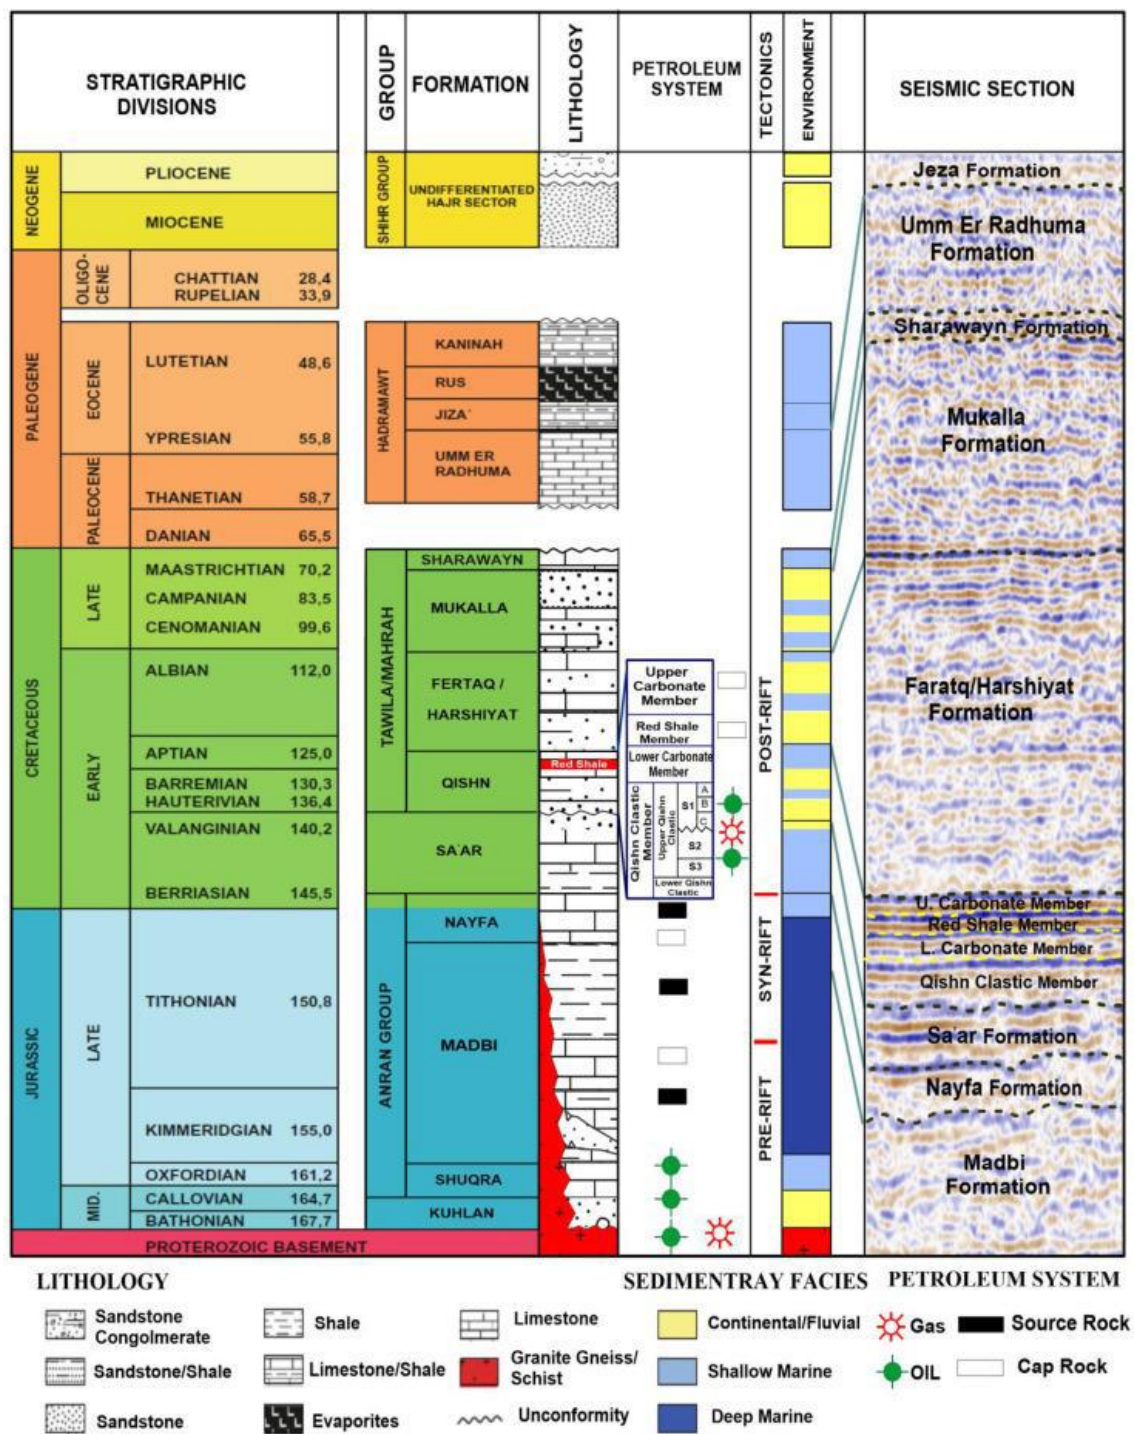 STRATIGRAPHIC
DIVISIONS
GROUP
FORMATION
LITHOLOGY
PETROLEUM
SYSTEM
TECTONICS
ENVIRONMENT
SEISMIC SECTION
NEOGENE
PLIOCENE
MIOCENE
PALEOGENE
OLIGO-
CENE
CHATTIAN 28,4
RUPELIAN 33,9
EOCENE
LUTETIAN 48,6
YPRESIAN 55,8
PALEOCENE
THANETIAN 58,7
DANIAN 65,5
CRETACEOUS
LATE
MAASTRICHTIAN 70,2
CAMPANIAN 83,5
CENOMANIAN 99,6
EARLY
ALBIAN 112,0
APTIAN 125,0
BARREMIAN 130,3
HAUTERIVIAN 136,4
VALANGINIAN 140,2
BERRIASIAN 145,5
JURASSIC
LATE
TITHONIAN 150,8
KIMMERIDGIAN 155,0
OXFORDIAN 161,2
MID.
CALLOVIAN 164,7
BATHONIAN 167,7
PROTEROZOIC BASEMENT
SHIHR GROUP
UNDIFFERENTIATED
HAJR SECTOR
HADRAMAWT
KANINAH
RUS
JIZA´
UMM ER
RADHUMA
TAWILA/MAHRAH
SHARAWAYN
MUKALLA
FERTAQ /
HARSHIYAT
QISHN
SA´AR
ANRAN GROUP
NAYFA
MADBI
SHUQRA
KUHLAN
Red Shale
Upper
Carbonate
Member
Red Shale
Member
Lower Carbonate
Member
Qishn Clastic
Member
Upper Qishn
Clastic
S1
A
B
C
S2
S3
Lower Qishn
Clastic
POST-RIFT
SYN-RIFT
PRE-RIFT
Jeza Formation
Umm Er Radhuma
Formation
Sharawayn Formation
Mukalla
Formation
Faratq/Harshiyat
Formation
U. Carbonate Member
Red Shale Member
L. Carbonate Member
Qishn Clastic Member
Sa'ar Formation
Nayfa Formation
Madbi
Formation
LITHOLOGY
Sandstone
Congolmerate
Sandstone/Shale
Sandstone
Shale
Limestone/Shale
Evaporites
Limestone
Granite Gneiss/
Schist
Unconformity
SEDIMENTRAY FACIES
Continental/Fluvial
Shallow Marine
Deep Marine
PETROLEUM SYSTEM
Gas
Source Rock
OIL
Cap Rock